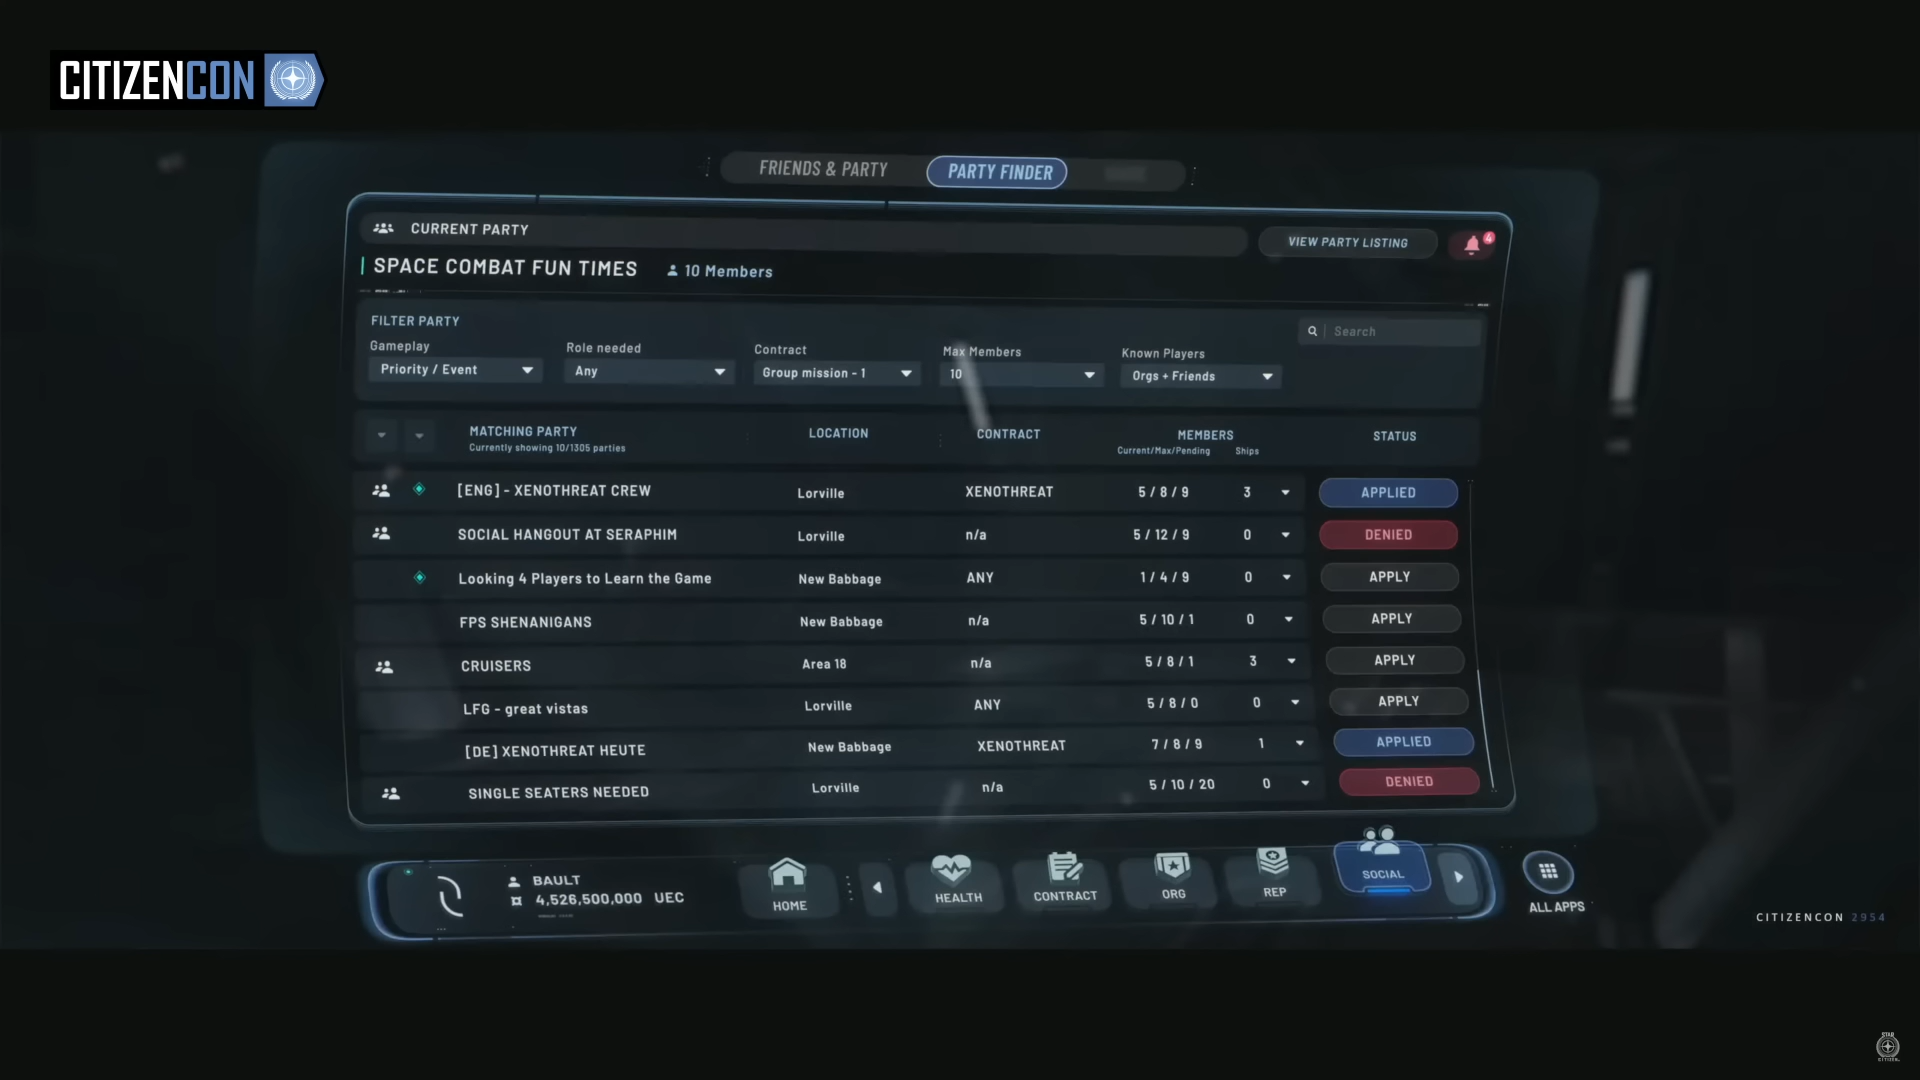 CITIZENCON
FRIENDS & PARTY
PARTY FINDER
CURRENT PARTY
VIEW PARTY LISTING
4
SPACE COMBAT FUN TIMES
10 Members
FILTER PARTY
Search
Gameplay
Role needed
Contract
Max Members
Known Players
Priority / Event
Any
Group mission - 1
10
Orgs + Friends
MATCHING PARTY
LOCATION
CONTRACT
MEMBERS
STATUS
Currently showing 10/1305 parties
Current/Max/Pending
Ships
[ENG] - XENOTHREAT CREW Lorville XENOTHREAT 5 / 8 / 9 3 APPLIED
SOCIAL HANGOUT AT SERAPHIM Lorville n/a 5 / 12 / 9 0 DENIED
Looking 4 Players to Learn the Game New Babbage ANY 1 / 4 / 9 0 APPLY
FPS SHENANIGANS New Babbage n/a 5 / 10 / 1 0 APPLY
CRUISERS Area 18 n/a 5 / 8 / 1 3 APPLY
LFG - great vistas Lorville ANY 5 / 8 / 0 0 APPLY
[DE] XENOTHREAT HEUTE New Babbage XENOTHREAT 7 / 8 / 9 1 APPLIED
SINGLE SEATERS NEEDED Lorville n/a 5 / 10 / 20 0 DENIED
BAULT
4,526,500,000 UEC
HOME
HEALTH
CONTRACT
ORG
REP
SOCIAL
ALL APPS
CITIZENCON 2954
STAR
CITIZEN